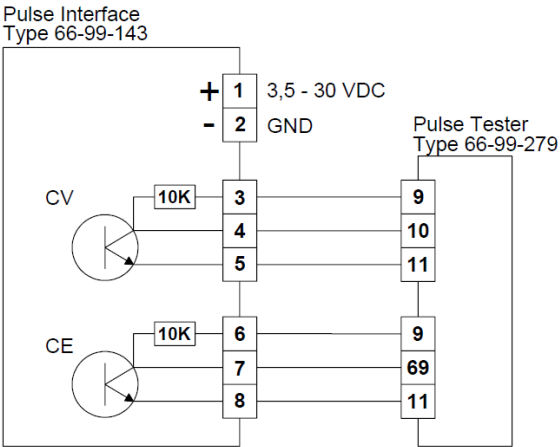 Pulse Interface
Type 66-99-143
+ 1 3,5 - 30 VDC
- 2 GND
Pulse Tester
Type 66-99-279
CV 10K 3 9
4 10
5 11
CE 10K 6 9
7 69
8 11